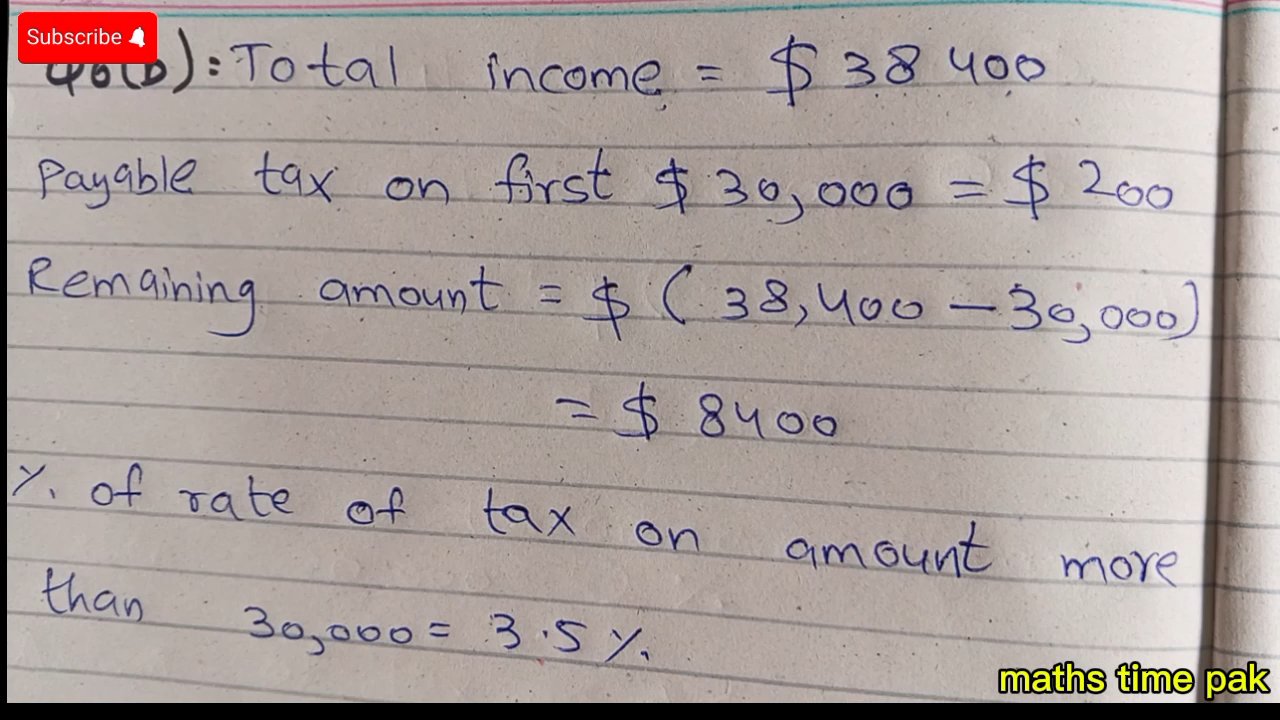 Subscribe
Total income = $ 38 400
Payable tax on first $ 30,000 = $ 200
Remaining amount = $ ( 38,400 – 30,000)
= $ 8400
%. of rate of tax on amount more
than 30,000 = 3.5 %.
maths time pak